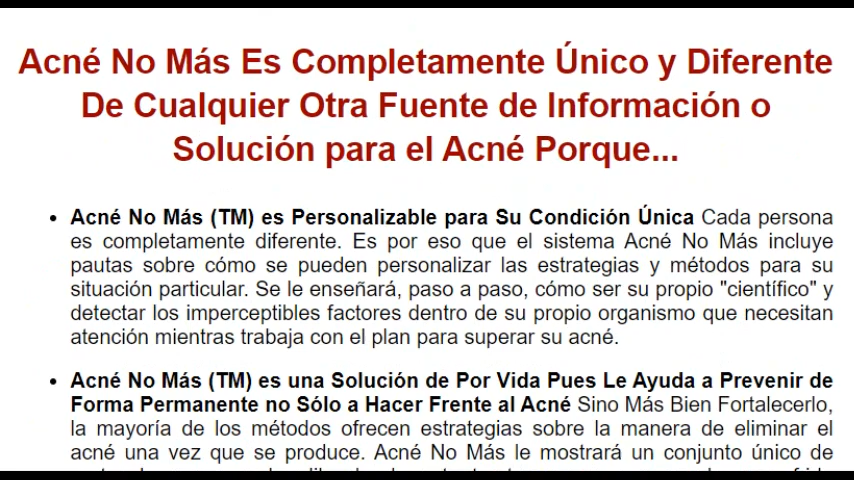 Acné No Más Es Completamente Único y Diferente
De Cualquier Otra Fuente de Información o
Solución para el Acné Porque...
• Acné No Más (TM) es Personalizable para Su Condición Única Cada persona
es completamente diferente. Es por eso que el sistema Acné No Más incluye
pautas sobre cómo se pueden personalizar las estrategias y métodos para su
situación particular. Se le enseñará, paso a paso, cómo ser su propio "científico" y
detectar los imperceptibles factores dentro de su propio organismo que necesitan
atención mientras trabaja con el plan para superar su acné.
• Acné No Más (TM) es una Solución de Por Vida Pues Le Ayuda a Prevenir de
Forma Permanente no Sólo a Hacer Frente al Acné Sino Más Bien Fortalecerlo,
la mayoría de los métodos ofrecen estrategias sobre la manera de eliminar el
acné una vez que se produce. Acné No Más le mostrará un conjunto único de